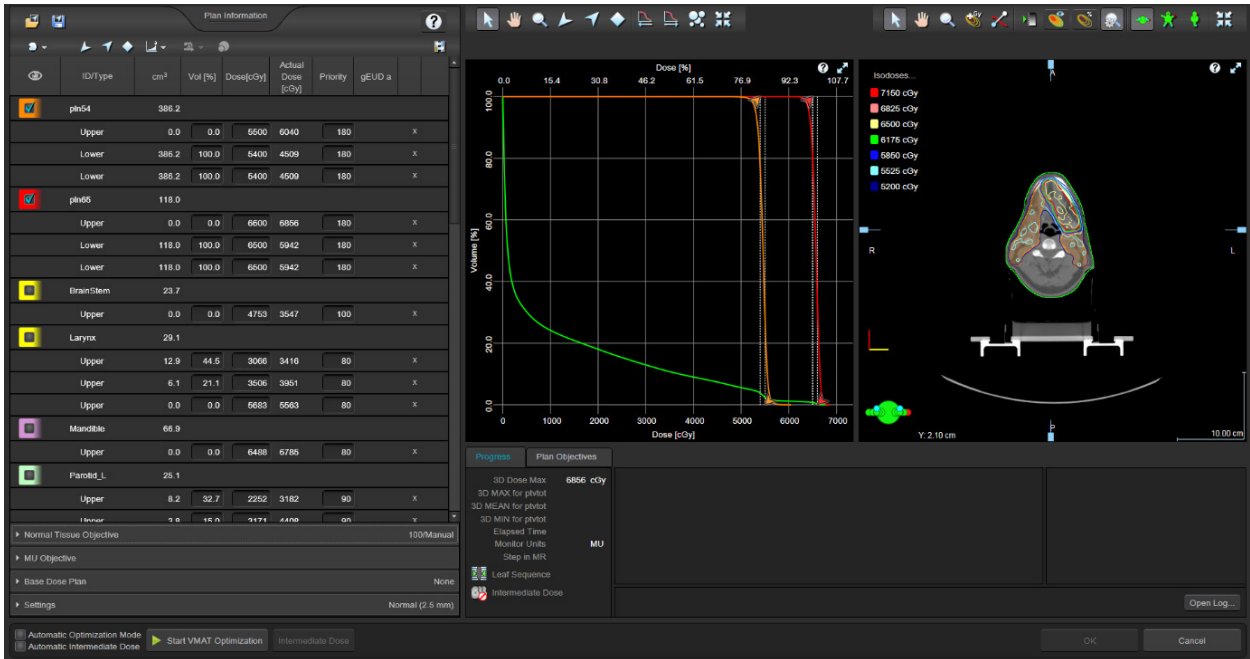 Plan Information
?
ID/Type cm³ Vol [%] Dose[cGy] Actual Dose [cGy] Priority gEUD a
pln54 386.2
Upper 0.0 0.0 5500 6040 180 x
Lower 386.2 100.0 5400 4509 180 x
Lower 386.2 100.0 5400 4509 180 x
pln65 118.0
Upper 0.0 0.0 6600 6856 180 x
Lower 118.0 100.0 6500 5942 180 x
Lower 118.0 100.0 6500 5942 180 x
BrainStem 23.7
Upper 0.0 0.0 4753 3547 100 x
Larynx 29.1
Upper 12.9 44.5 3066 3416 80 x
Upper 6.1 21.1 3506 3951 80 x
Upper 0.0 0.0 5683 5563 80 x
Mandible 66.9
Upper 0.0 0.0 6488 6785 80 x
Parotid_L 25.1
Upper 8.2 32.7 2252 3182 90 x
Upper 3.8 15.0 3171 4408 90 x
Normal Tissue Objective 100/Manual
MU Objective
Base Dose Plan None
Settings Normal (2.5 mm)
Automatic Optimization Mode
Automatic Intermediate Dose
Start VMAT Optimization
Intermediate Dose
Dose [%]
?
0.0 15.4 30.8 46.2 61.5 76.9 92.3 107.7
Volume [%]
100.0
80.0
60.0
40.0
20.0
0.0
0 1000 2000 3000 4000 5000 6000 7000
Dose [cGy]
Isodoses...
7150 cGy
6825 cGy
6500 cGy
6175 cGy
5850 cGy
5525 cGy
5200 cGy
A
?
R
L
P
Y: 2.10 cm
10.00 cm
Progress Plan Objectives
3D Dose Max 6856 cGy
3D MAX for ptvtot
3D MEAN for ptvtot
3D MIN for ptvtot
Elapsed Time
Monitor Units MU
Step in MR
Leaf Sequence
Intermediate Dose
Open Log...
OK
Cancel